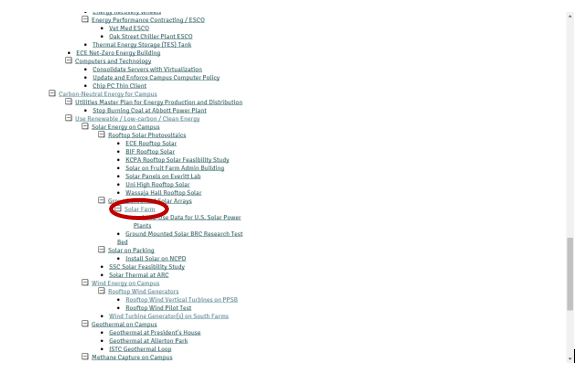 Energy Recovery Wheels
Energy Performance Contracting / ESCO
Vet Med ESCO
Oak Street Chiller Plant ESCO
Thermal Energy Storage (TES) Tank
ECE Net-Zero Energy Building
Computers and Technology
Consolidate Servers with Virtualization
Update and Enforce Campus Computer Policy
Chip PC Thin Client
Carbon-Neutral Energy for Campus
Utilities Master Plan for Energy Production and Distribution
Stop Burning Coal at Abbott Power Plant
Use Renewable / Low-carbon / Clean Energy
Solar Energy on Campus
Rooftop Solar Photovoltaics
ECE Rooftop Solar
BIF Rooftop Solar
KCPA Rooftop Solar Feasibility Study
Solar on Fruit Farm Admin Building
Solar Panels on Everitt Lab
Uni High Rooftop Solar
Wassaja Hall Rooftop Solar
Solar Arrays
Solar Farm
Use Data for U.S. Solar Power
Plants
Ground Mounted Solar BRC Research Test
Bed
Solar on Parking
Install Solar on NCPD
SSC Solar Feasibility Study
Solar Thermal at ARC
Wind Energy on Campus
Rooftop Wind Generators
Rooftop Wind Vertical Turbines on PPSB
Rooftop Wind Pilot Test
Wind Turbine Generator(s) on South Farms
Geothermal on Campus
Geothermal at President's House
Geothermal at Allerton Park
ISTC Geothermal Loop
Methane Capture on Campus